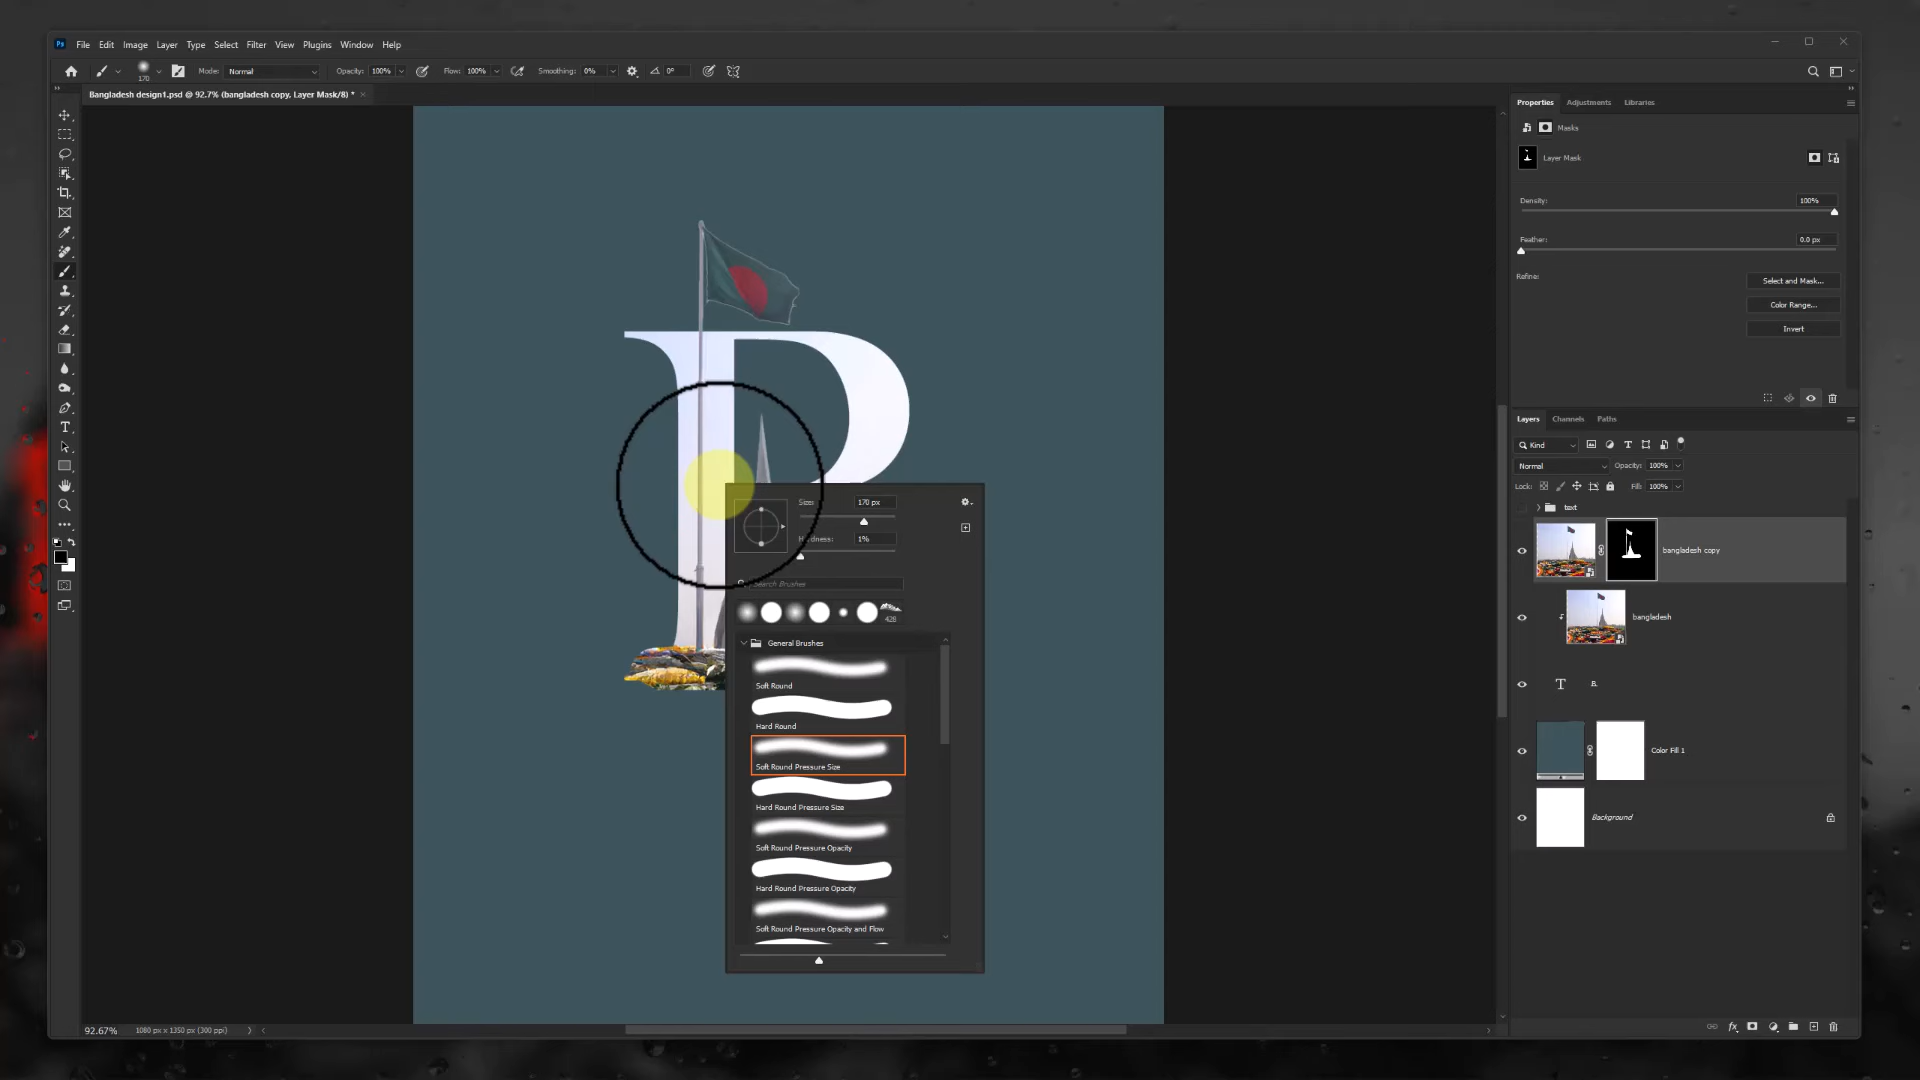 Ps File Edit Image Layer Type Select Filter View Plugins Window Help
170 Mode: Normal Opacity: 100% Flow: 100% Smoothing: 0% 0°
Bangladesh design1.psd @ 92.7% (bangladesh copy, Layer Mask/8) *
Properties Adjustments Libraries
Masks
Layer Mask
Density: 100%
Feather: 0.0 px
Refine:
Select and Mask...
Color Range...
Invert
Layers Channels Paths
Kind
Normal Opacity: 100%
Lock: Fill: 100%
text
bangladesh copy
bangladesh
T
Color Fill 1
Background
B
Size: 170 px
Hardness: 1%
Search Brushes
428
General Brushes
Soft Round
Hard Round
Soft Round Pressure Size
Hard Round Pressure Size
Soft Round Pressure Opacity
Hard Round Pressure Opacity
Soft Round Pressure Opacity and Flow
92.67% 1080 px x 1350 px (300 ppi)